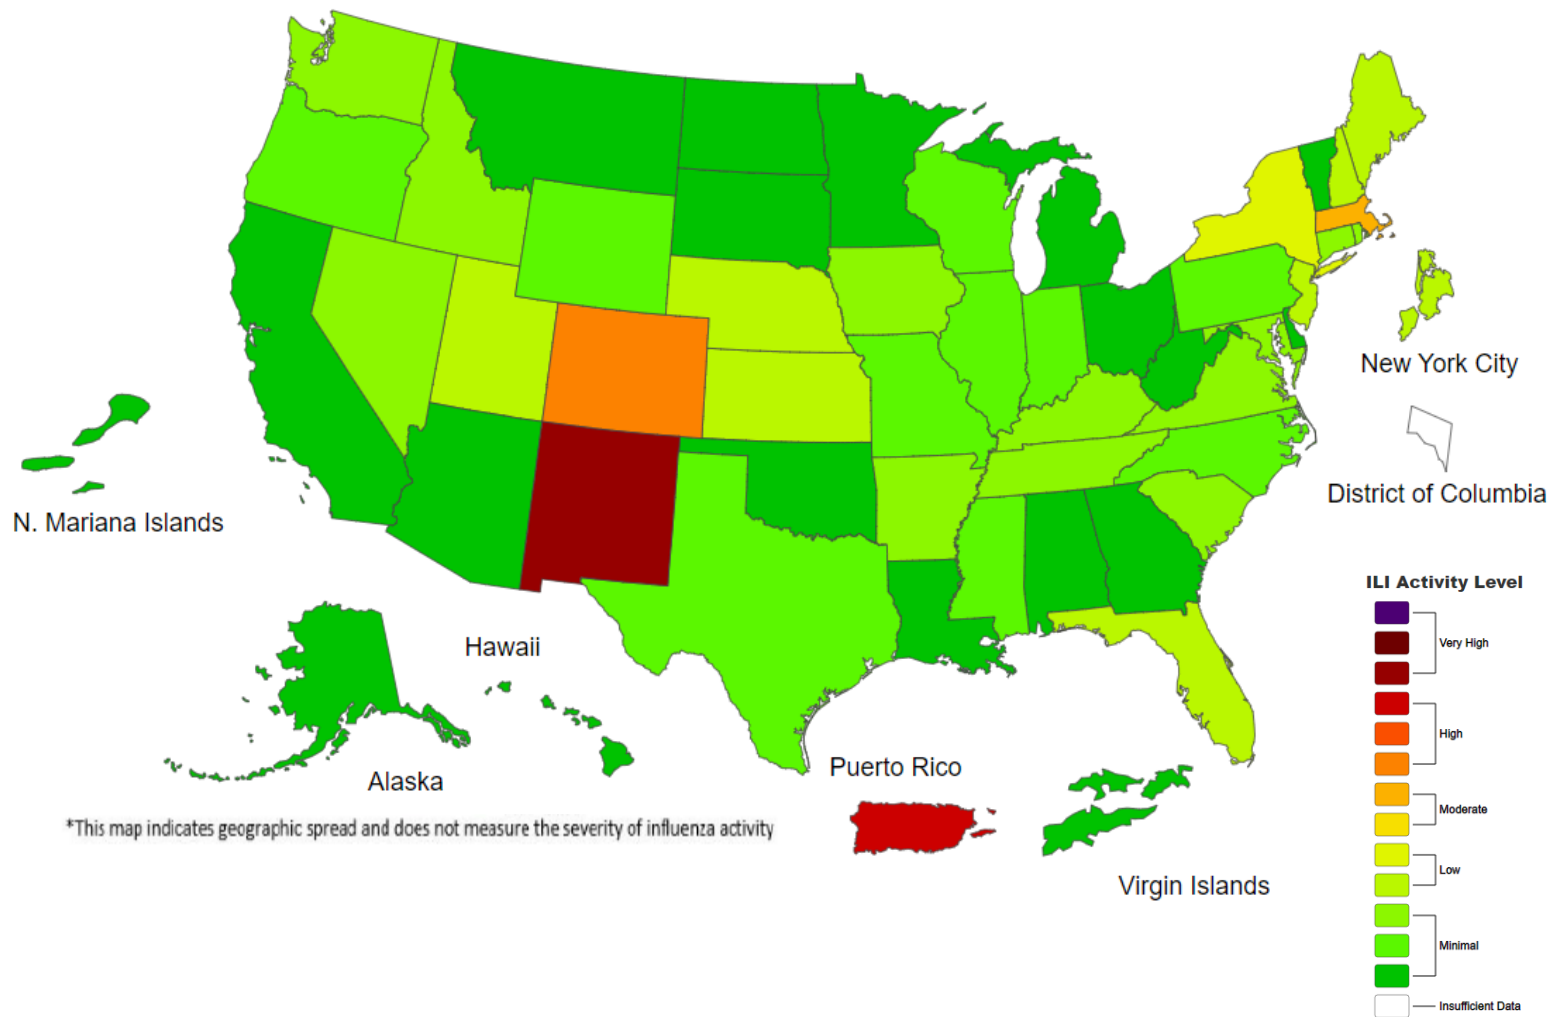 New York City
District of Columbia
N. Mariana Islands
ILI Activity Level
Very High
High
Moderate
Low
Minimal
Insufficient Data
Hawaii
Alaska
Puerto Rico
*This map indicates geographic spread and does not measure the severity of influenza activity
Virgin Islands